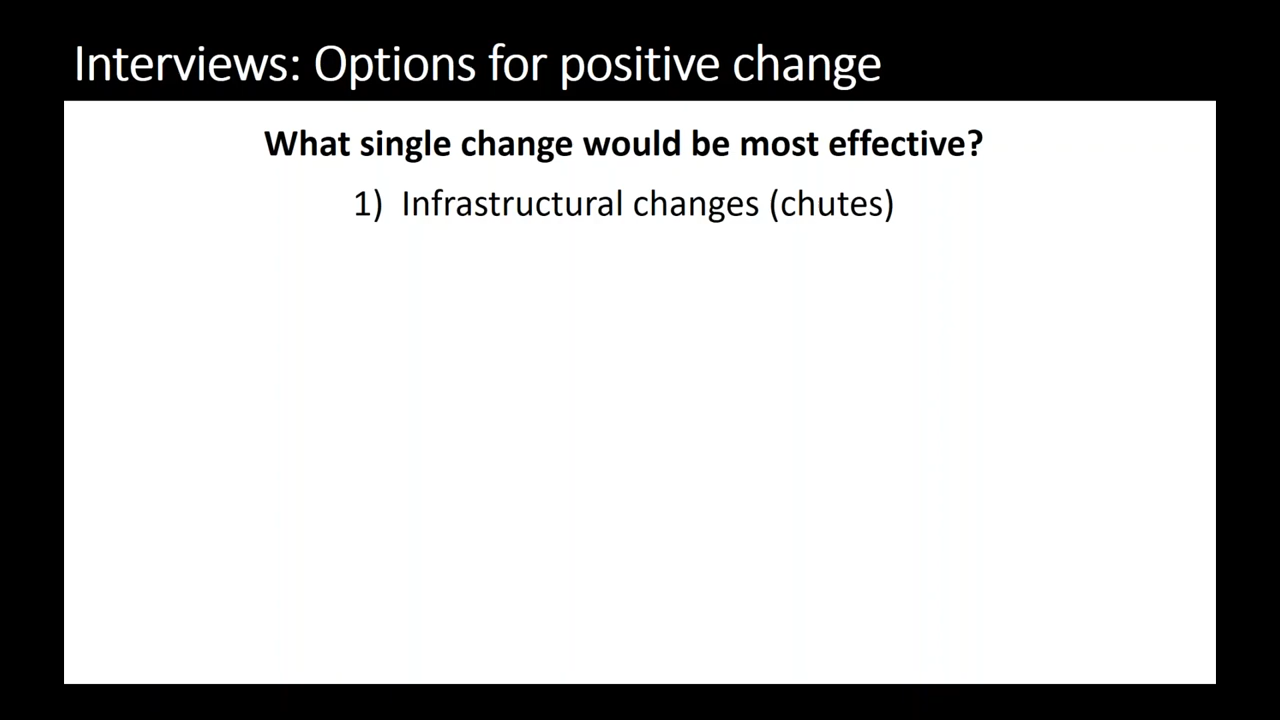 Interviews: Options for positive change
What single change would be most effective?
1) Infrastructural changes (chutes)